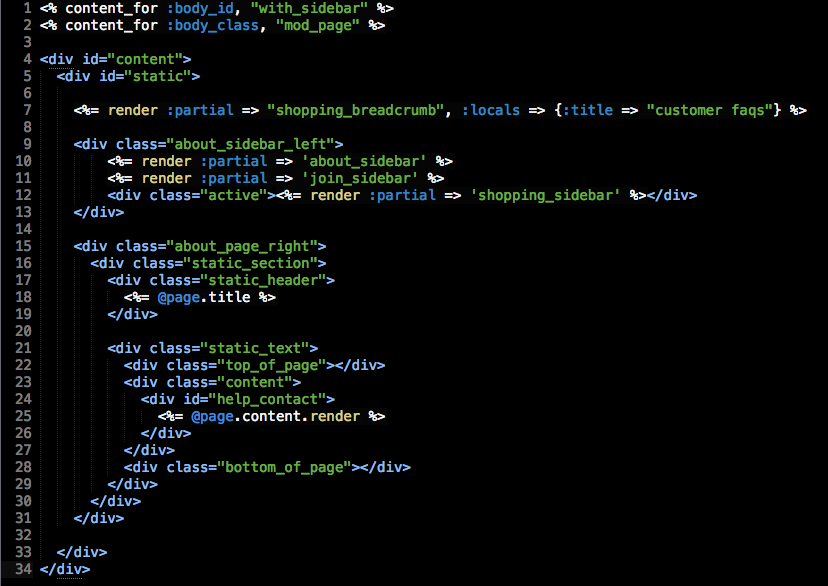 1 <% content_for :body_id, "with_sidebar" %>
2 <% content_for :body_class, "mod_page" %>
3
4 <div id="content">
5   <div id="static">
6
7     <%= render :partial => "shopping_breadcrumb", :locals => {:title => "customer faqs"} %>
8
9     <div class="about_sidebar_left">
10         <%= render :partial => 'about_sidebar' %>
11         <%= render :partial => 'join_sidebar' %>
12         <div class="active"><%= render :partial => 'shopping_sidebar' %></div>
13     </div>
14
15     <div class="about_page_right">
16       <div class="static_section">
17         <div class="static_header">
18           <%= @page.title %>
19         </div>
20
21         <div class="static_text">
22           <div class="top_of_page"></div>
23           <div class="content">
24             <div id="help_contact">
25               <%= @page.content.render %>
26             </div>
27           </div>
28           <div class="bottom_of_page"></div>
29         </div>
30       </div>
31     </div>
32
33   </div>
34 </div>